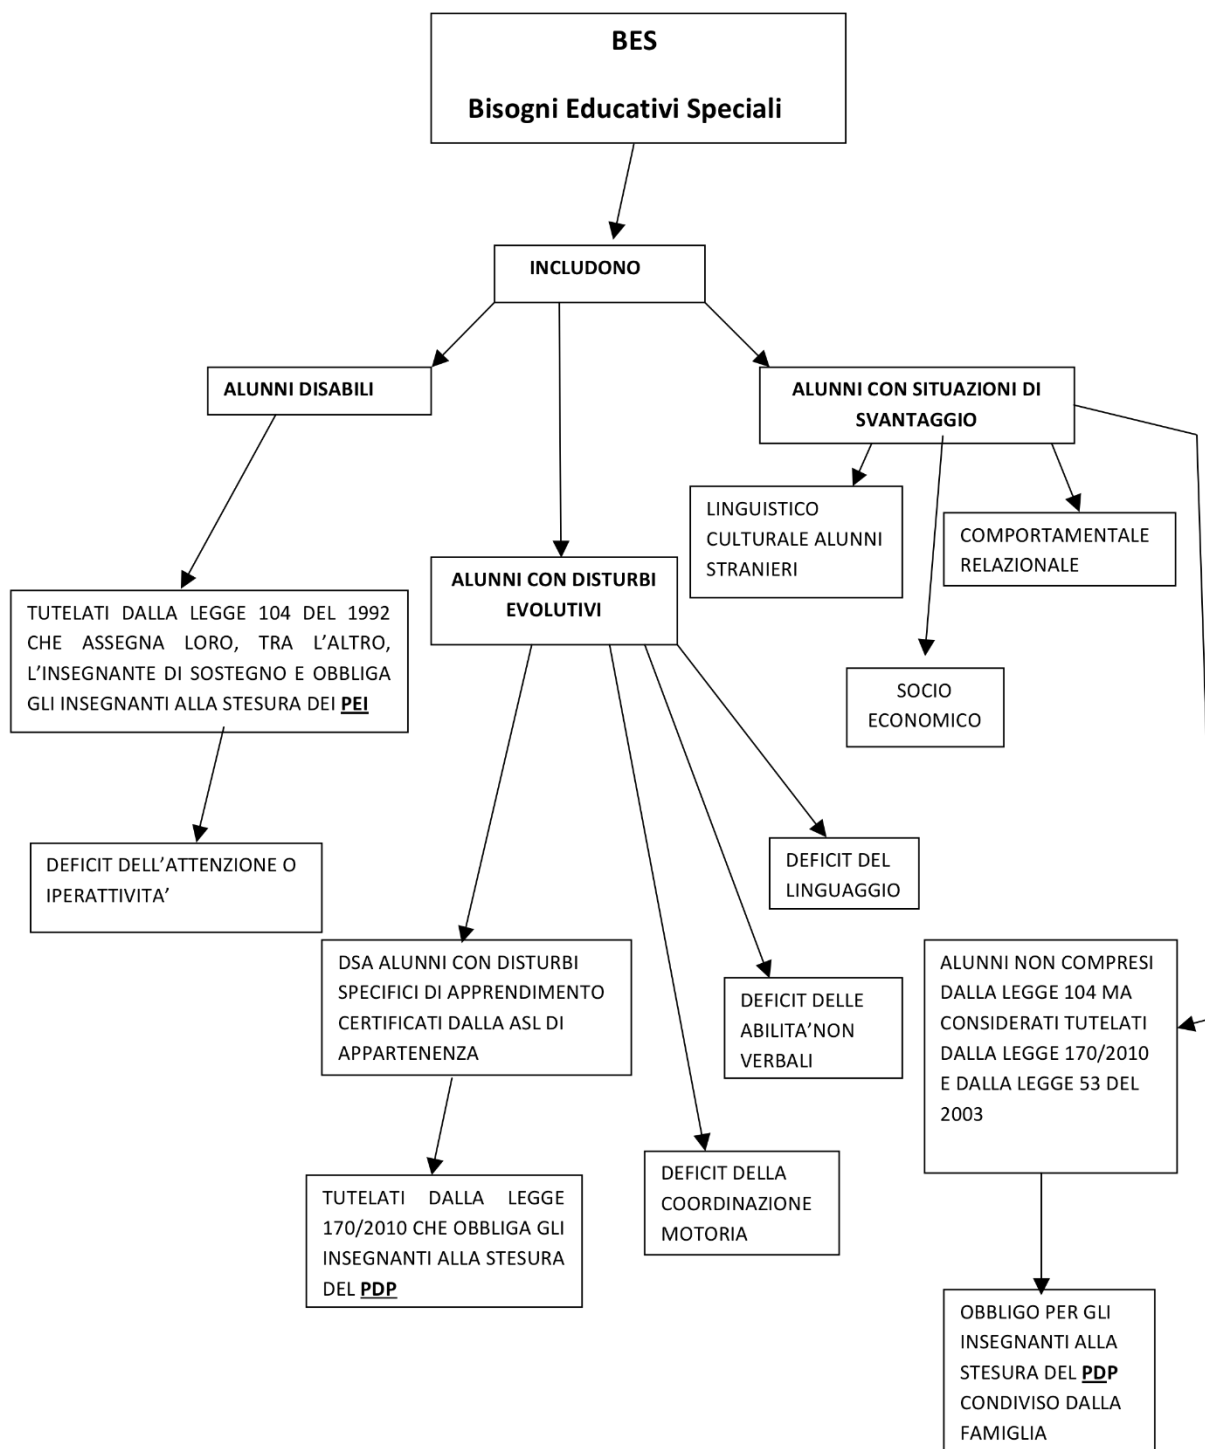 BES
Bisogni Educativi Speciali
INCLUDONO
ALUNNI DISABILI
ALUNNI CON SITUAZIONI DI
SVANTAGGIO
LINGUISTICO
CULTURALE ALUNNI
STRANIERI
COMPORTAMENTALE
RELAZIONALE
ALUNNI CON DISTURBI
EVOLUTIVI
TUTELATI DALLA LEGGE 104 DEL 1992
CHE ASSEGNA LORO, TRA L’ALTRO,
L’INSEGNANTE DI SOSTEGNO E OBBLIGA
GLI INSEGNANTI ALLA STESURA DEI PEI
SOCIO
ECONOMICO
DEFICIT DELL’ATTENZIONE O
IPERATTIVITA’
DEFICIT DEL
LINGUAGGIO
DSA ALUNNI CON DISTURBI
SPECIFICI DI APPRENDIMENTO
CERTIFICATI DALLA ASL DI
APPARTENENZA
DEFICIT DELLE
ABILITA’NON
VERBALI
ALUNNI NON COMPRESI
DALLA LEGGE 104 MA
CONSIDERATI TUTELATI
DALLA LEGGE 170/2010
E DALLA LEGGE 53 DEL
2003
TUTELATI DALLA LEGGE
170/2010 CHE OBBLIGA GLI
INSEGNANTI ALLA STESURA
DEL PDP
DEFICIT DELLA
COORDINAZIONE
MOTORIA
OBBLIGO PER GLI
INSEGNANTI ALLA
STESURA DEL PDP
CONDIVISO DALLA
FAMIGLIA